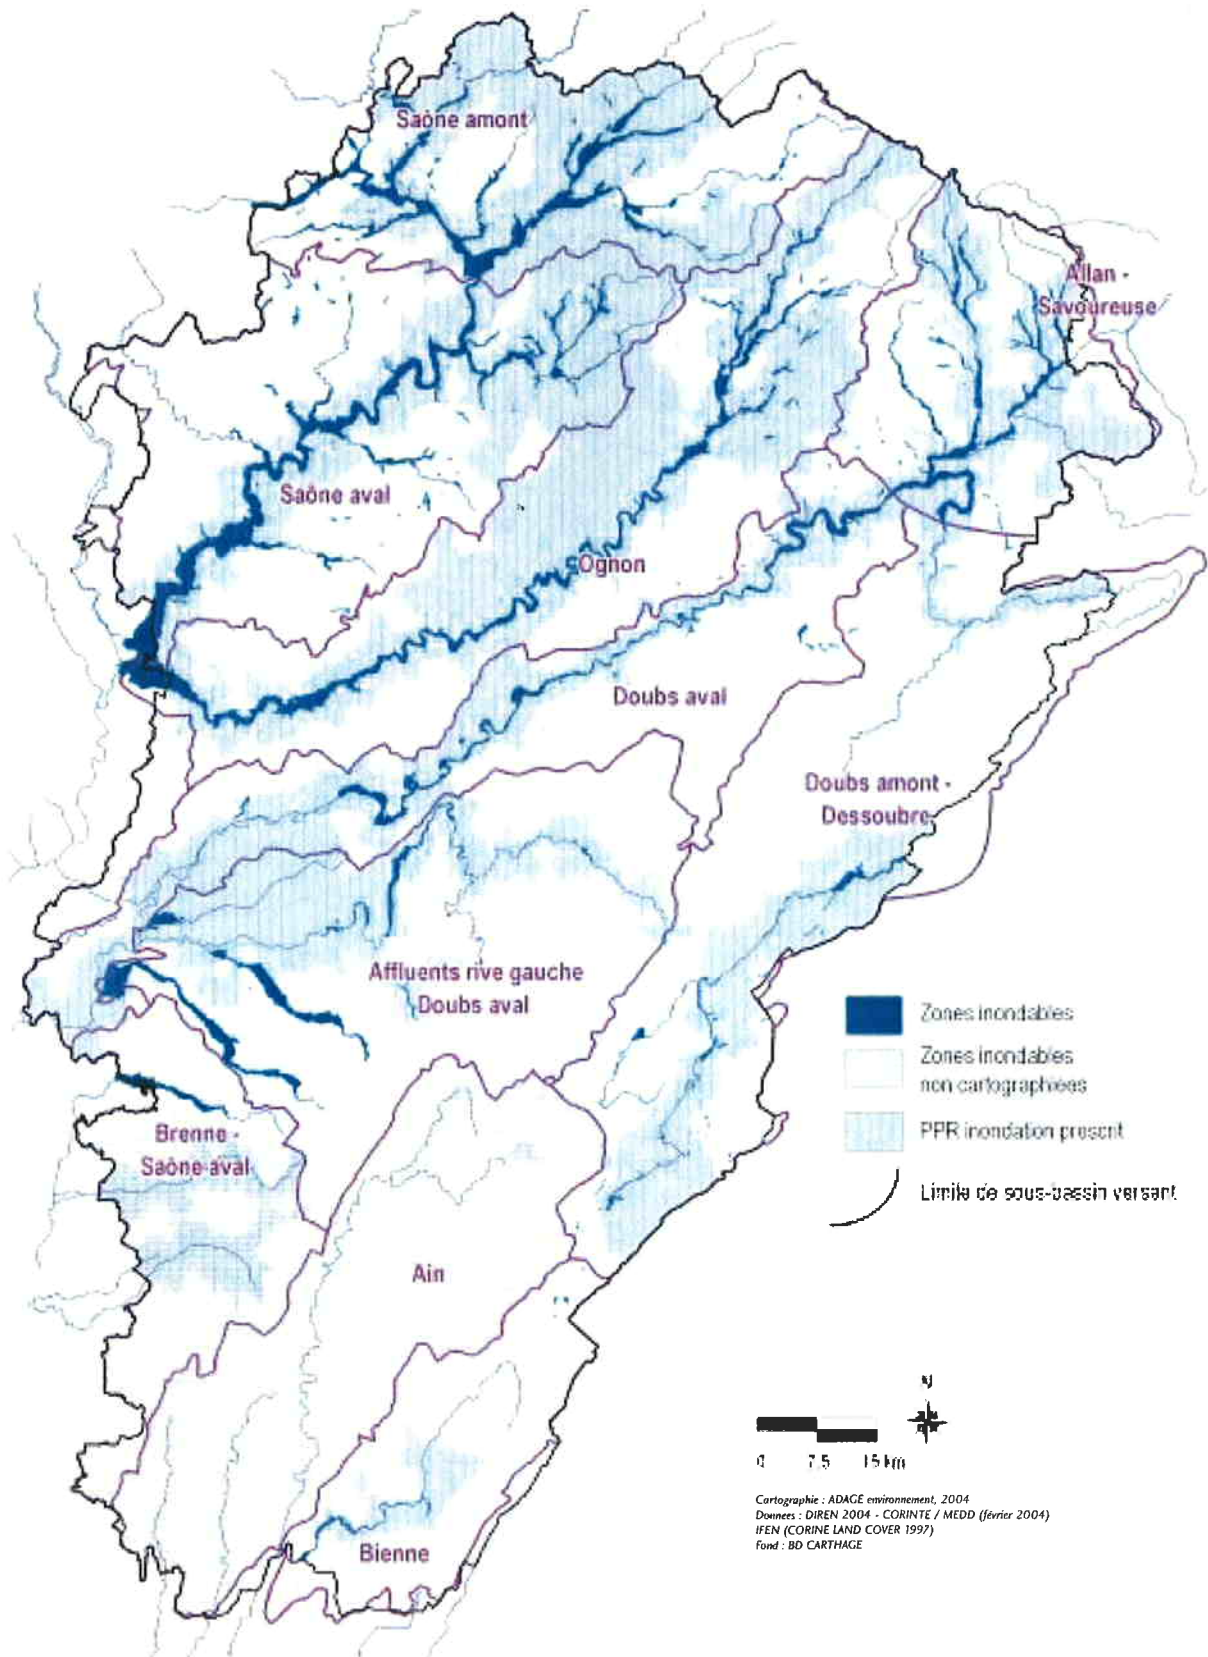 Saône amont
Allan -
Savoureuse
Saône aval
Ognon
Doubs aval
Doubs amont -
Dessoubre
Affluents rive gauche
Doubs aval
Zones inondables
Zones inondables
non cartographiées
PPR inondation prescrit
Limite de sous-bassin versant
Brenne -
Saône aval
Ain
N
0 7.5 15 km
Cartographie : ADAGE environnement, 2004
Donnees : DIREN 2004 - CORINTE / MEDD (février 2004)
IFEN (CORINE LAND COVER 1997)
Fond : BD CARTHAGE
Bienne